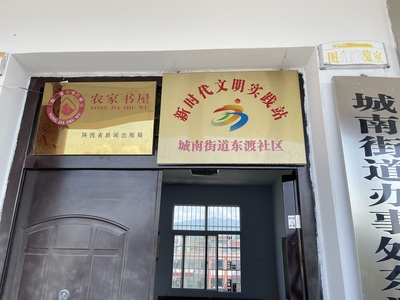 农家书屋
NONG JIA SHU WU
陕西省新闻出版局
新时代文明实践站
城南街道东渡社区
城南街道办事处东